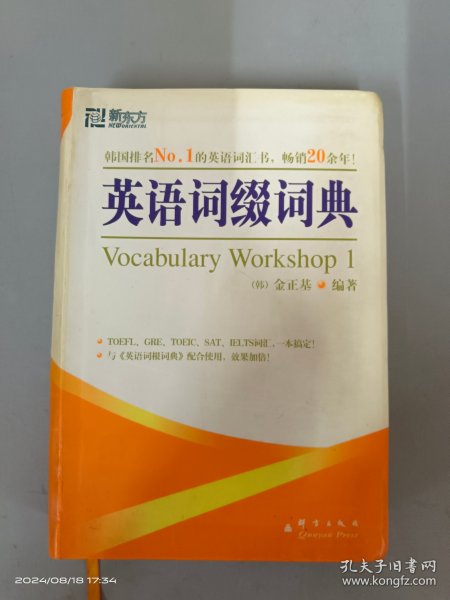 新东方
NEW ORIENTAL
韩国排名No.1的英语词汇书，畅销20余年！
英语词缀词典
Vocabulary Workshop 1
（韩）金正基 编著
TOEFL、GRE、TOEIC、SAT、IELTS词汇，一本搞定！
与《英语词根词典》配合使用，效果加倍！
群言出版社
Qunyan Press
2024/08/18 17:34
孔夫子旧书网
www.kongfz.com